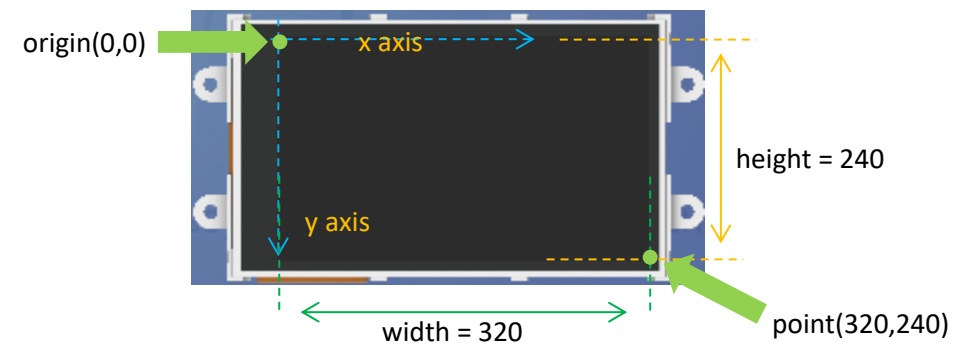 origin(0,0)
x axis
height = 240
y axis
width = 320
point(320,240)